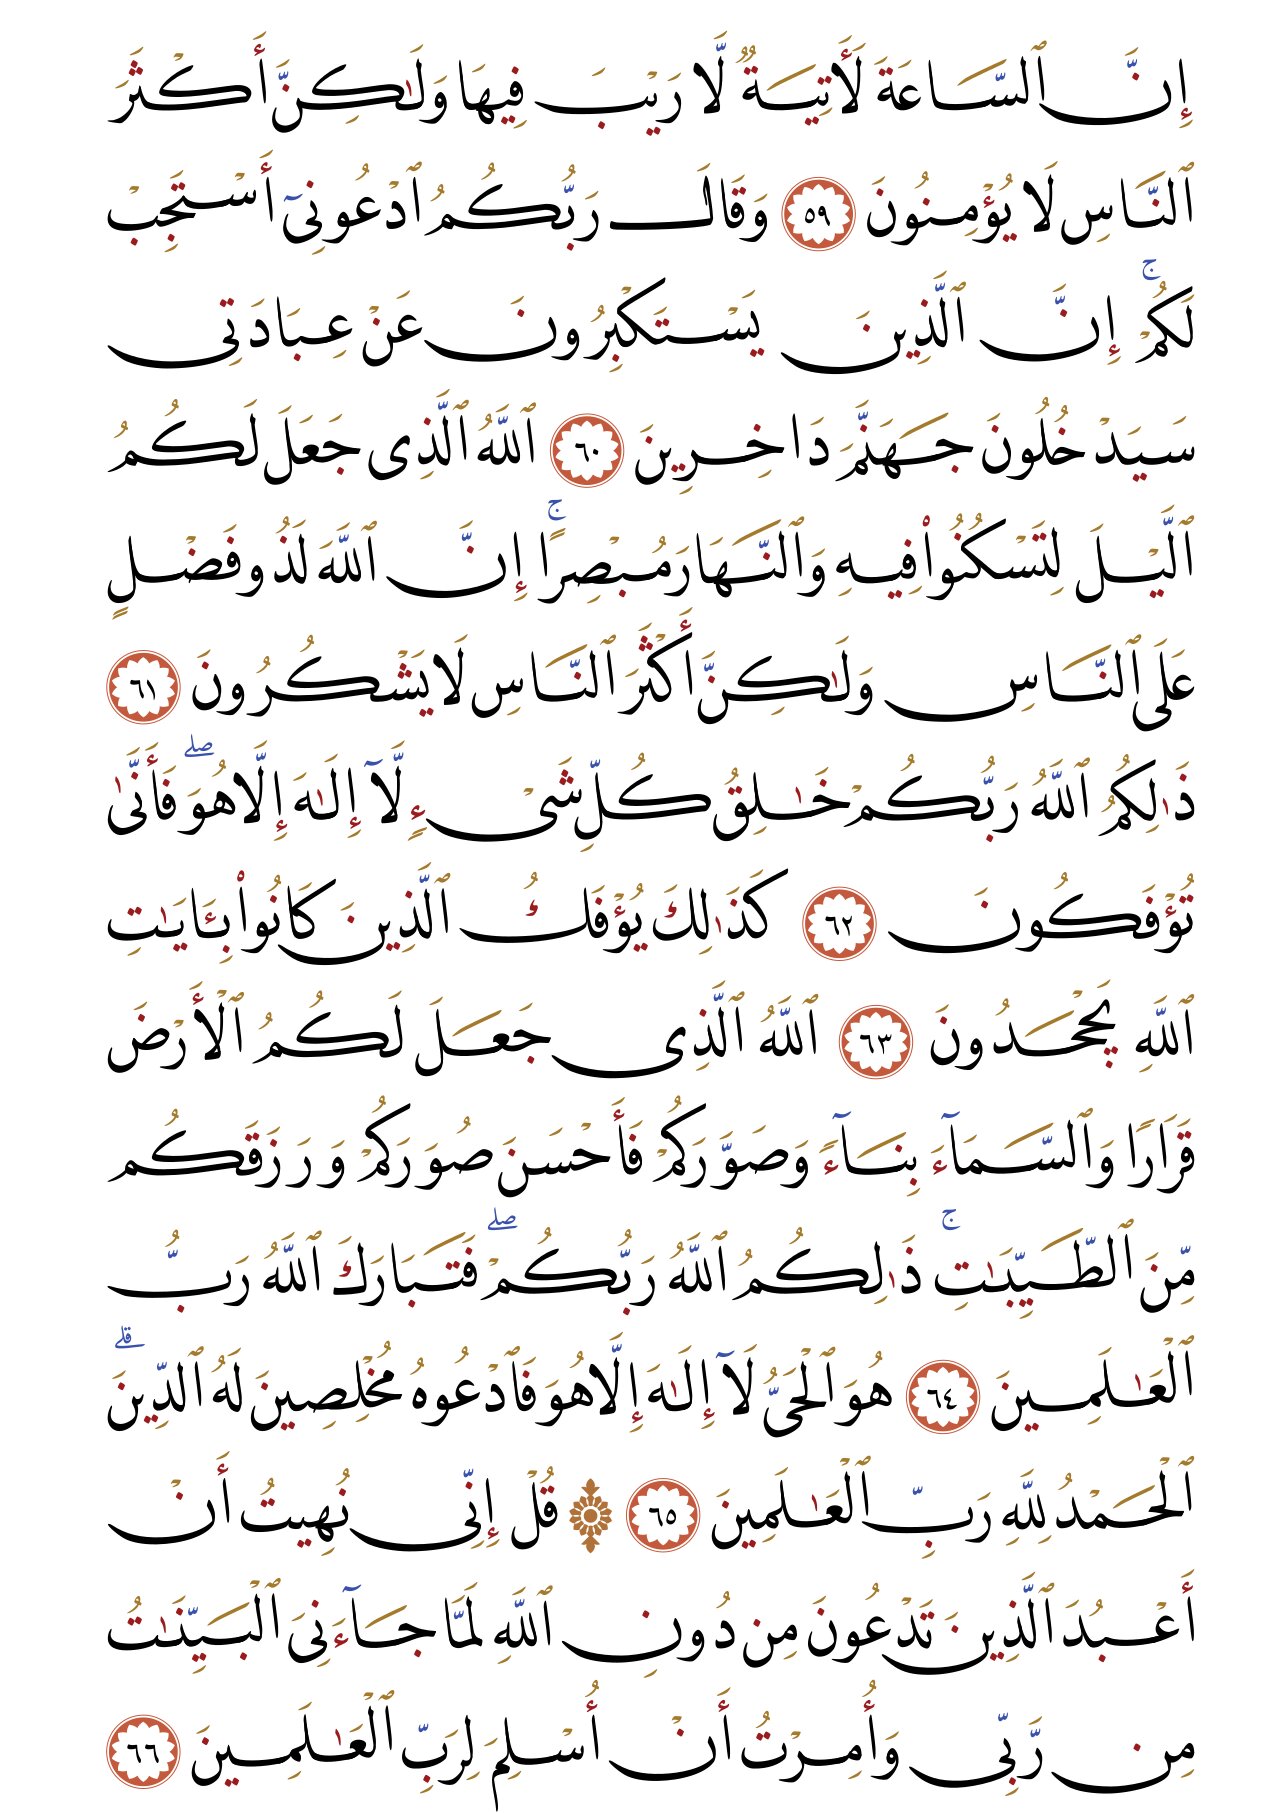 إِنَّ ٱلسَّاعَةَ لَأَتِيَةٌ لَّا رَيْبَ فِيهَا وَلَٰكِنَّ أَكْثَرَ
ٱلنَّاسِ لَا يُؤْمِنُونَ ٥٩ وَقَالَ رَبُّكُمُ ٱدْعُونِىٓ أَسْتَجِبْ
لَكُمْ ۚ إِنَّ ٱلَّذِينَ يَسْتَكْبِرُونَ عَنْ عِبَادَتِى
سَيَدْخُلُونَ جَهَنَّمَ دَاخِرِينَ ٦٠ ٱللَّهُ ٱلَّذِى جَعَلَ لَكُمُ
ٱلَّيْلَ لِتَسْكُنُوا۟ فِيهِ وَٱلنَّهَارَ مُبْصِرًا ۚ إِنَّ ٱللَّهَ لَذُو فَضْلٍ
عَلَى ٱلنَّاسِ وَلَٰكِنَّ أَكْثَرَ ٱلنَّاسِ لَا يَشْكُرُونَ ٦١
ذَٰلِكُمُ ٱللَّهُ رَبُّكُمْ خَٰلِقُ كُلِّ شَىْءٍ لَّآ إِلَٰهَ إِلَّا هُوَ ۖ فَأَنَّىٰ
تُؤْفَكُونَ ٦٢ كَذَٰلِكَ يُؤْفَكُ ٱلَّذِينَ كَانُوا۟ بِـَٔايَٰتِ
ٱللَّهِ يَجْحَدُونَ ٦٣ ٱللَّهُ ٱلَّذِى جَعَلَ لَكُمُ ٱلْأَرْضَ
قَرَارًا وَٱلسَّمَآءَ بِنَآءً وَصَوَّرَكُمْ فَأَحْسَنَ صُوَرَكُمْ وَرَزَقَكُم
مِّنَ ٱلطَّيِّبَٰتِ ۚ ذَٰلِكُمُ ٱللَّهُ رَبُّكُمْ ۖ فَتَبَارَكَ ٱللَّهُ رَبُّ
ٱلْعَٰلَمِينَ ٦٤ هُوَ ٱلْحَىُّ لَآ إِلَٰهَ إِلَّا هُوَ فَٱدْعُوهُ مُخْلِصِينَ لَهُ ٱلدِّينَ ۗ
ٱلْحَمْدُ لِلَّهِ رَبِّ ٱلْعَٰلَمِينَ ٦٥ ۞ قُلْ إِنِّى نُهِيتُ أَنْ
أَعْبُدَ ٱلَّذِينَ تَدْعُونَ مِن دُونِ ٱللَّهِ لَمَّا جَآءَنِىَ ٱلْبَيِّنَٰتُ
مِن رَّبِّى وَأُمِرْتُ أَنْ أُسْلِمَ لِرَبِّ ٱلْعَٰلَمِينَ ٦٦